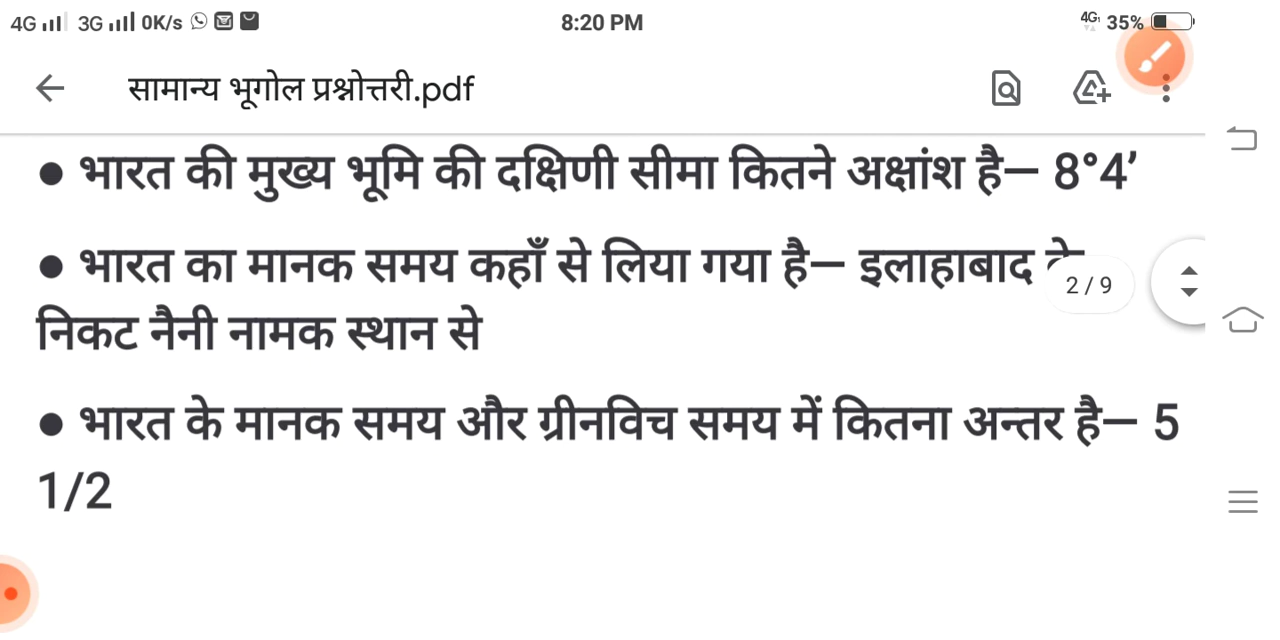 4G 3G 0K/s 8:20 PM 4G 35%
सामान्य भूगोल प्रश्नोत्तरी.pdf
● भारत की मुख्य भूमि की दक्षिणी सीमा कितने अक्षांश है— 8°4’
● भारत का मानक समय कहाँ से लिया गया है— इलाहाबाद के
2 / 9
निकट नैनी नामक स्थान से
● भारत के मानक समय और ग्रीनविच समय में कितना अन्तर है— 5
1/2